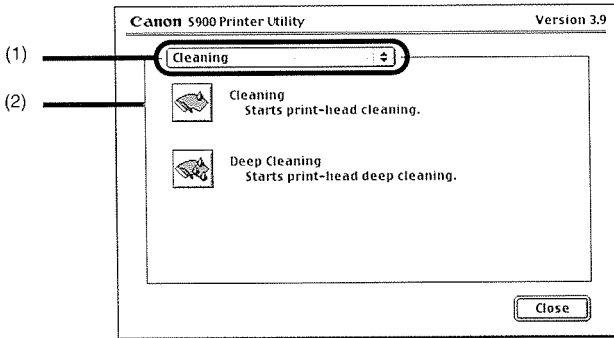 Canon S900 Printer Utility Version 3.9
(1) Cleaning
(2)
Cleaning
Starts print-head cleaning.
Deep Cleaning
Starts print-head deep cleaning.
Close